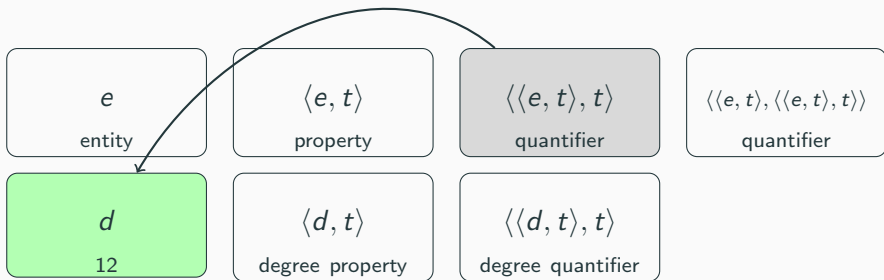 e
entity
⟨e, t⟩
property
⟨⟨e, t⟩, t⟩
quantifier
⟨⟨e, t⟩, ⟨⟨e, t⟩, t⟩⟩
quantifier
d
12
⟨d, t⟩
degree property
⟨⟨d, t⟩, t⟩
degree quantifier